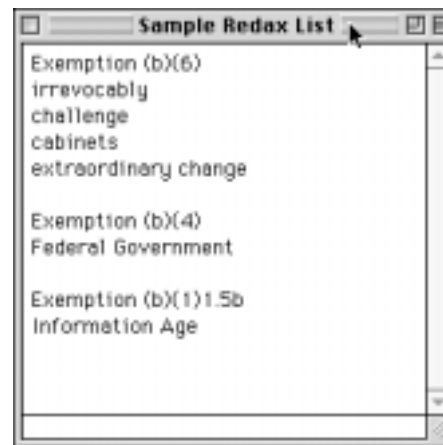 Sample Redax List
Exemption (b)(6)
irrevocably
challenge
cabinets
extraordinary change
Exemption (b)(4)
Federal Government
Exemption (b)(1)1.5b
Information Age